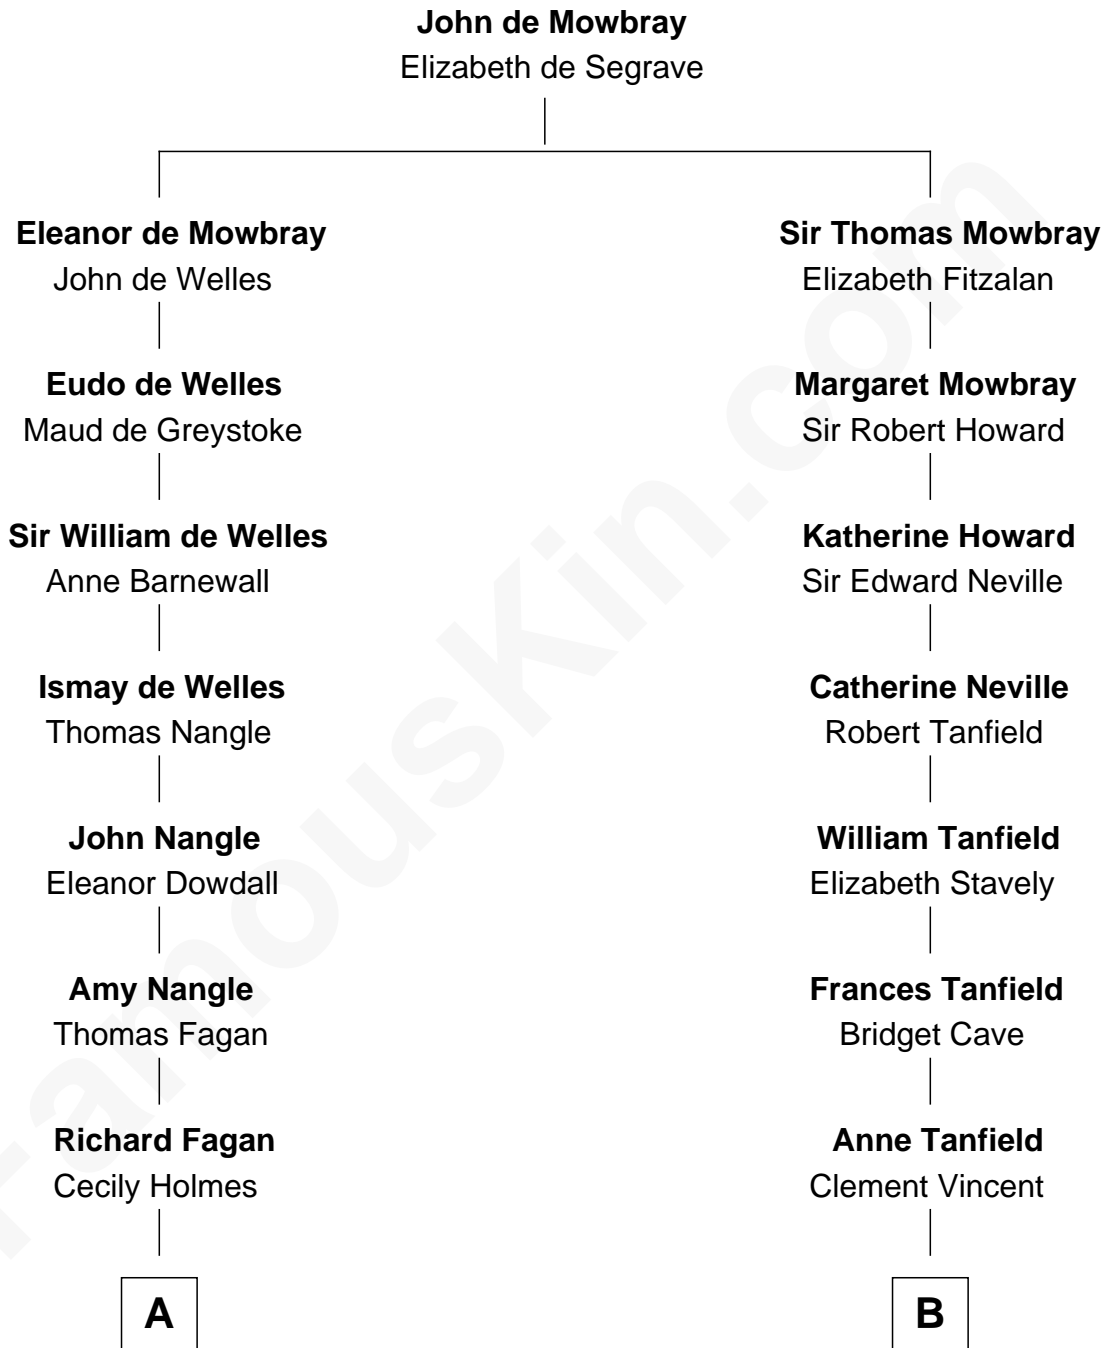 John de Mowbray
Elizabeth de Segrave
Eleanor de Mowbray
John de Welles
Eudo de Welles
Maud de Greystoke
Sir William de Welles
Anne Barnewall
Ismay de Welles
Thomas Nangle
John Nangle
Eleanor Dowdall
Amy Nangle
Thomas Fagan
Richard Fagan
Cecily Holmes
A
Sir Thomas Mowbray
Elizabeth Fitzalan
Margaret Mowbray
Sir Robert Howard
Katherine Howard
Sir Edward Neville
Catherine Neville
Robert Tanfield
William Tanfield
Elizabeth Stavely
Frances Tanfield
Bridget Cave
Anne Tanfield
Clement Vincent
B
FamousKin.com